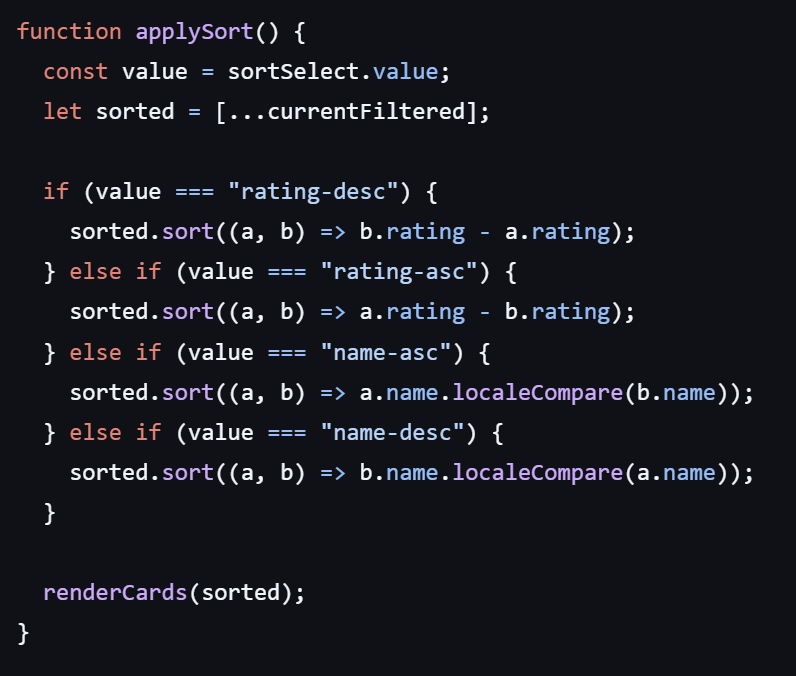 function applySort() {
  const value = sortSelect.value;
  let sorted = [...currentFiltered];

  if (value === "rating-desc") {
    sorted.sort((a, b) => b.rating - a.rating);
  } else if (value === "rating-asc") {
    sorted.sort((a, b) => a.rating - b.rating);
  } else if (value === "name-asc") {
    sorted.sort((a, b) => a.name.localeCompare(b.name));
  } else if (value === "name-desc") {
    sorted.sort((a, b) => b.name.localeCompare(a.name));
  }

  renderCards(sorted);
}